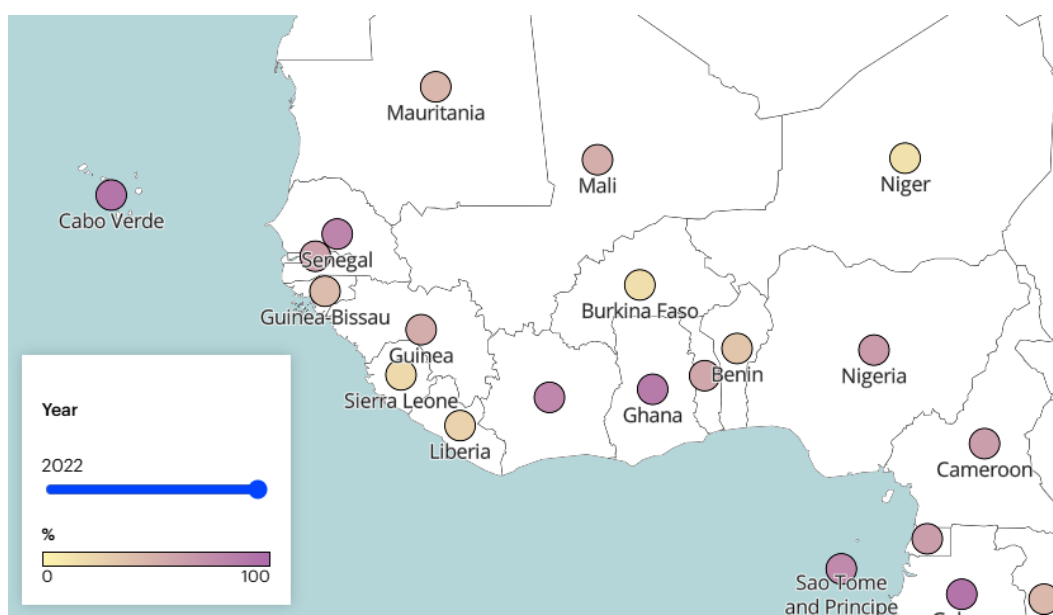 Mauritania
Mali
Niger
Cabo Verde
Senegal
Guinea-Bissau
Burkina Faso
Guinea
Benin
Nigeria
Sierra Leone
Ghana
Liberia
Cameroon
Year
2022
%
0 100
Sao Tome
and Principe